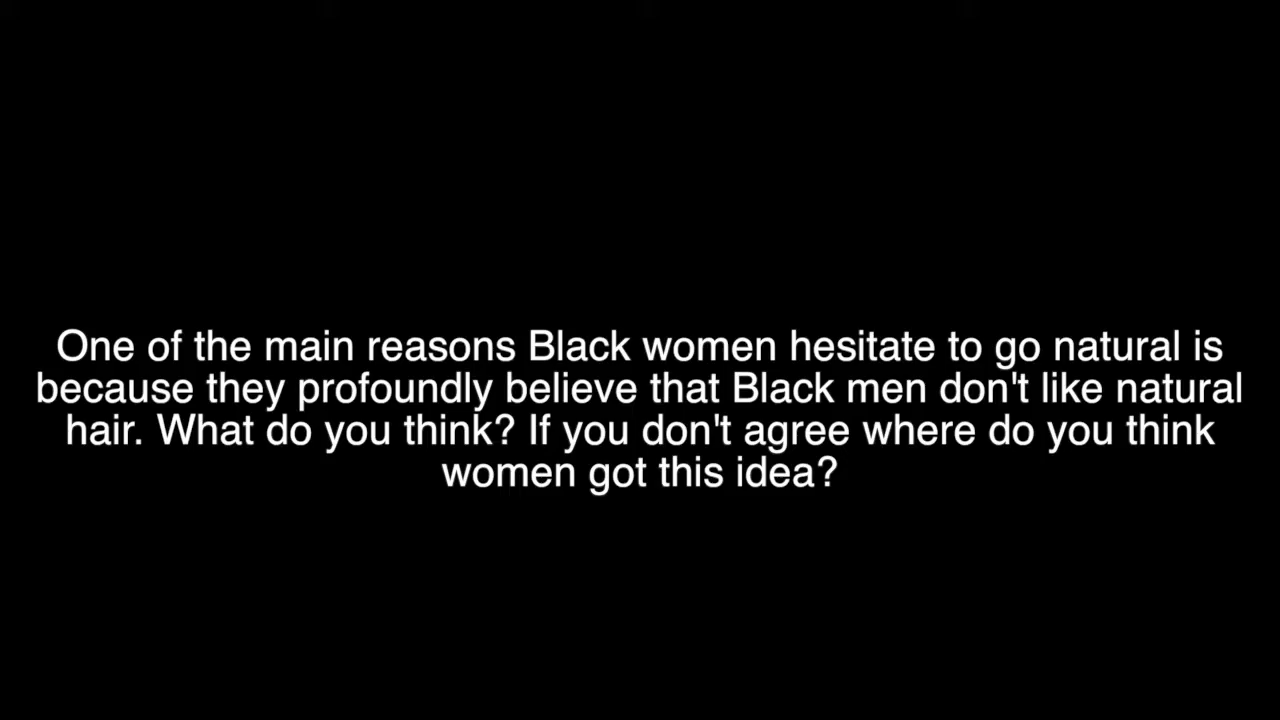 One of the main reasons Black women hesitate to go natural is
because they profoundly believe that Black men don't like natural
hair. What do you think? If you don't agree where do you think
women got this idea?